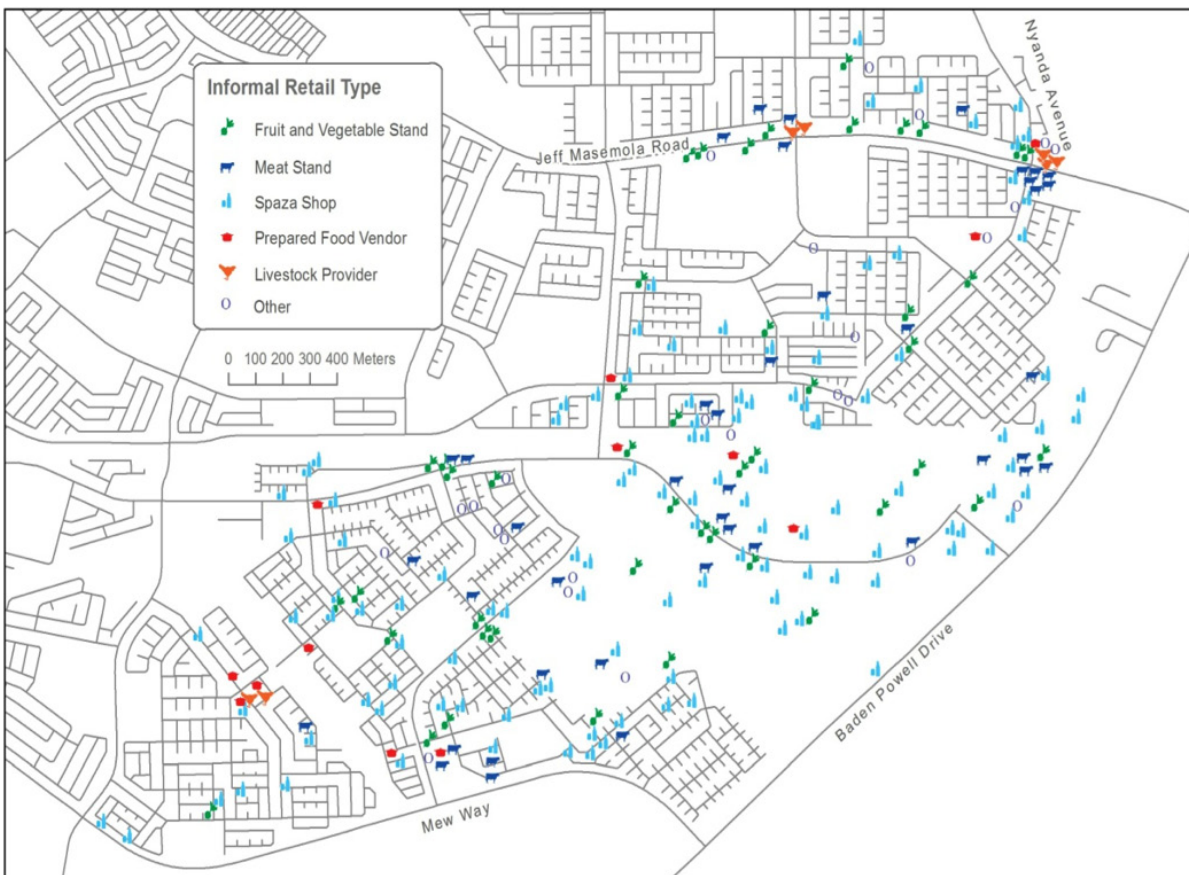 Informal Retail Type
Fruit and Vegetable Stand
Meat Stand
Spaza Shop
Prepared Food Vendor
Livestock Provider
Other
0 100 200 300 400 Meters
Nyanda Avenue
Jeff Masemola Road
Baden Powell Drive
Mew Way